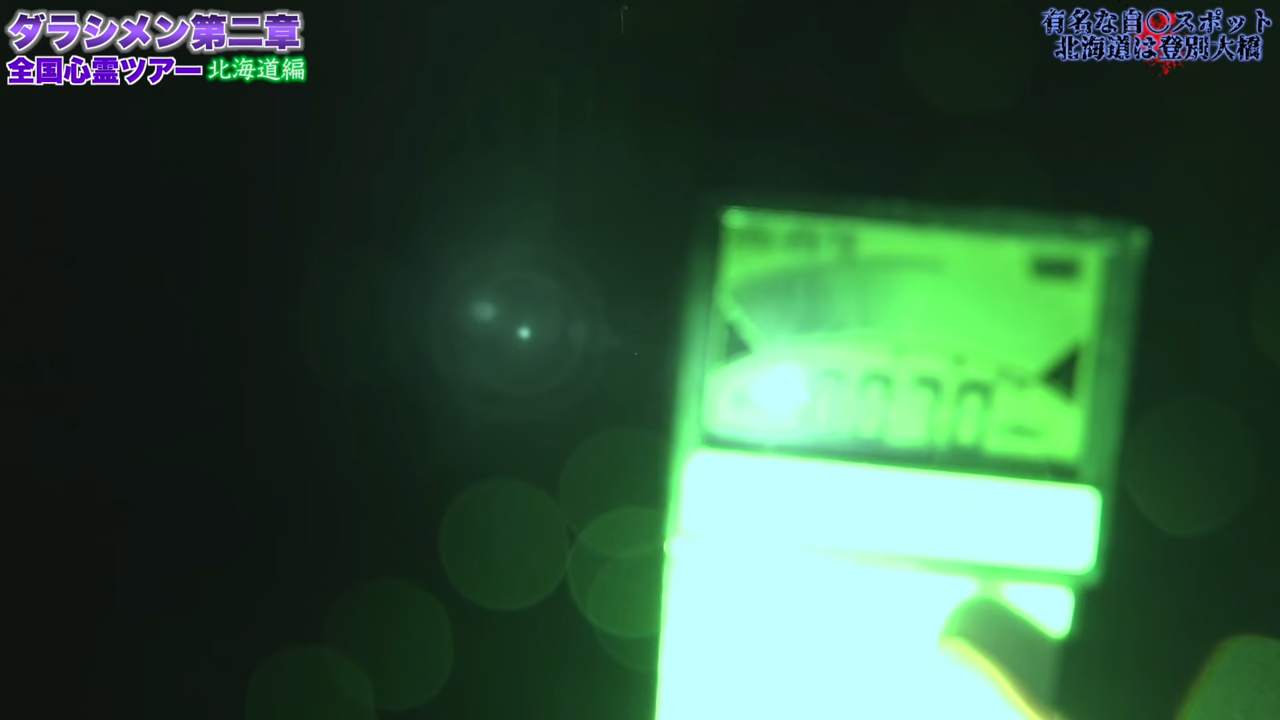 ダラシメン第二章
全国心霊ツアー北海道編
有名な自〇スポット
北海道は登別大橋